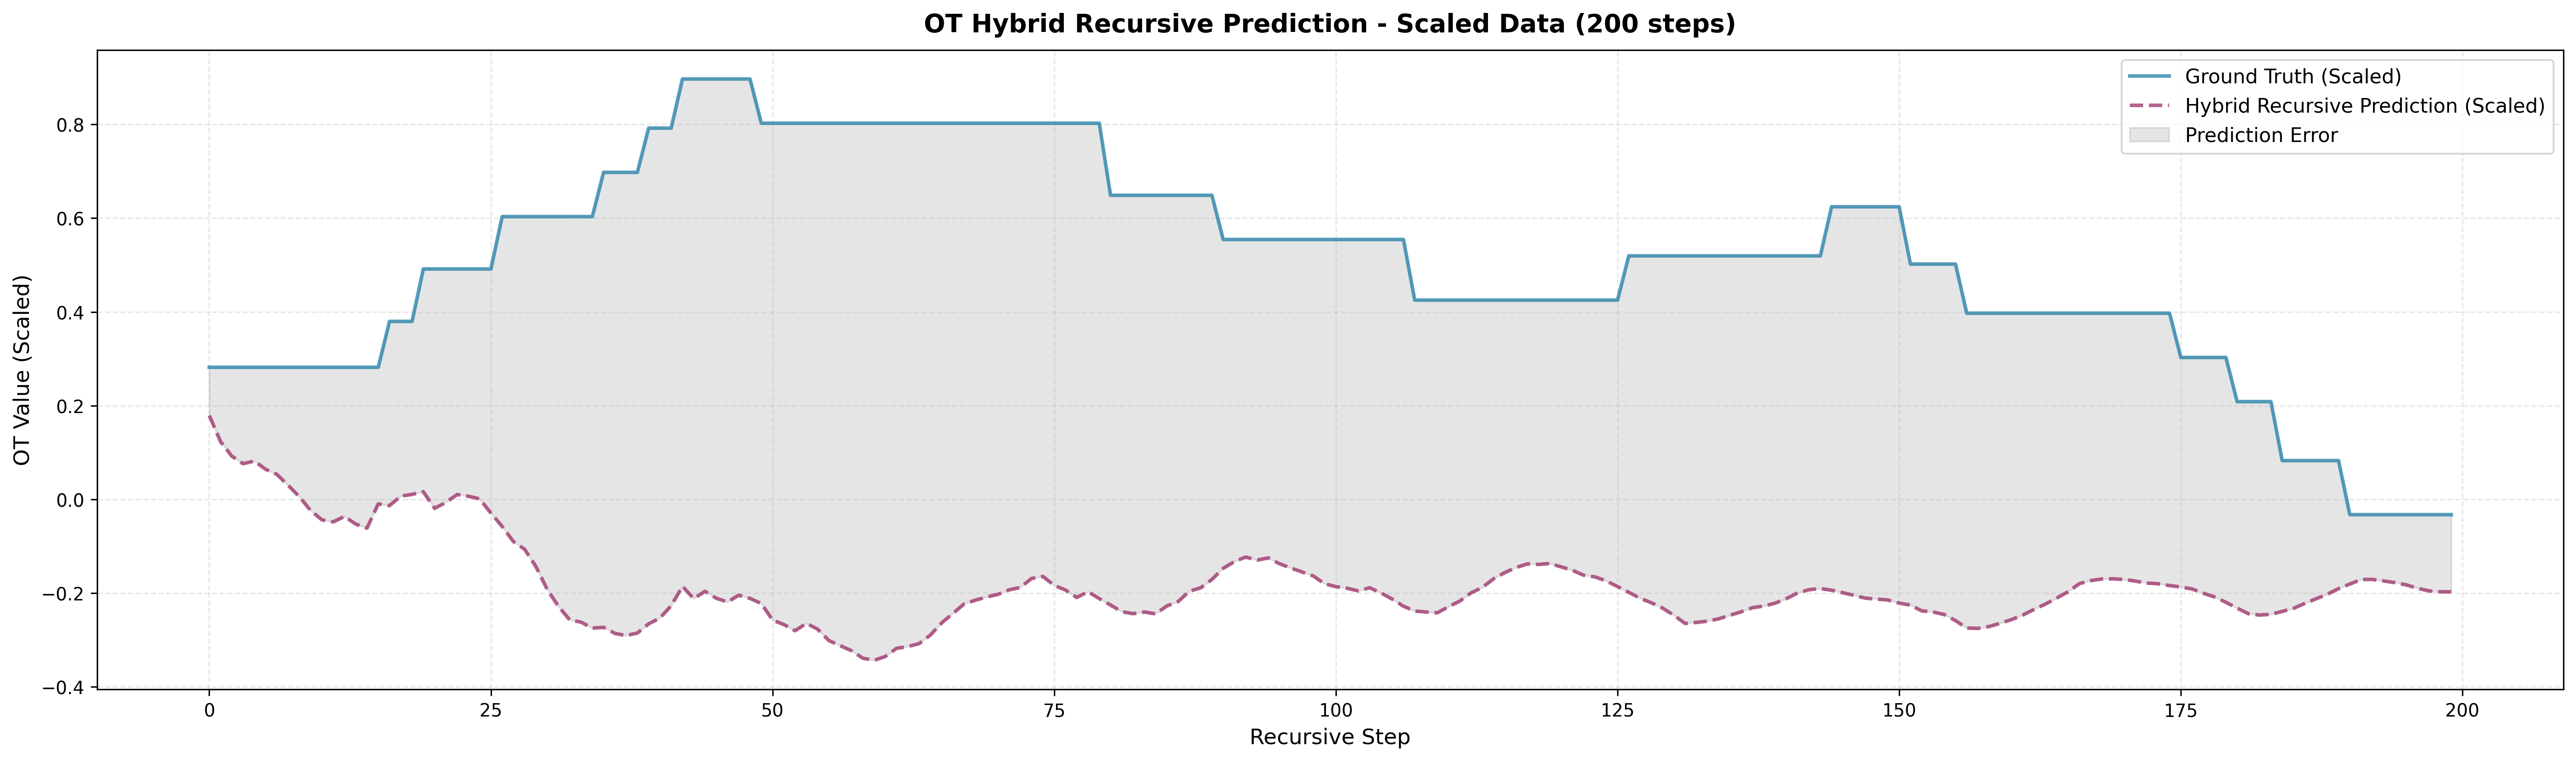 OT Hybrid Recursive Prediction - Scaled Data (200 steps)
Ground Truth (Scaled)
Hybrid Recursive Prediction (Scaled)
Prediction Error
OT Value (Scaled)
0.8
0.6
0.4
0.2
0.0
−0.2
−0.4
0 25 50 75 100 125 150 175 200
Recursive Step